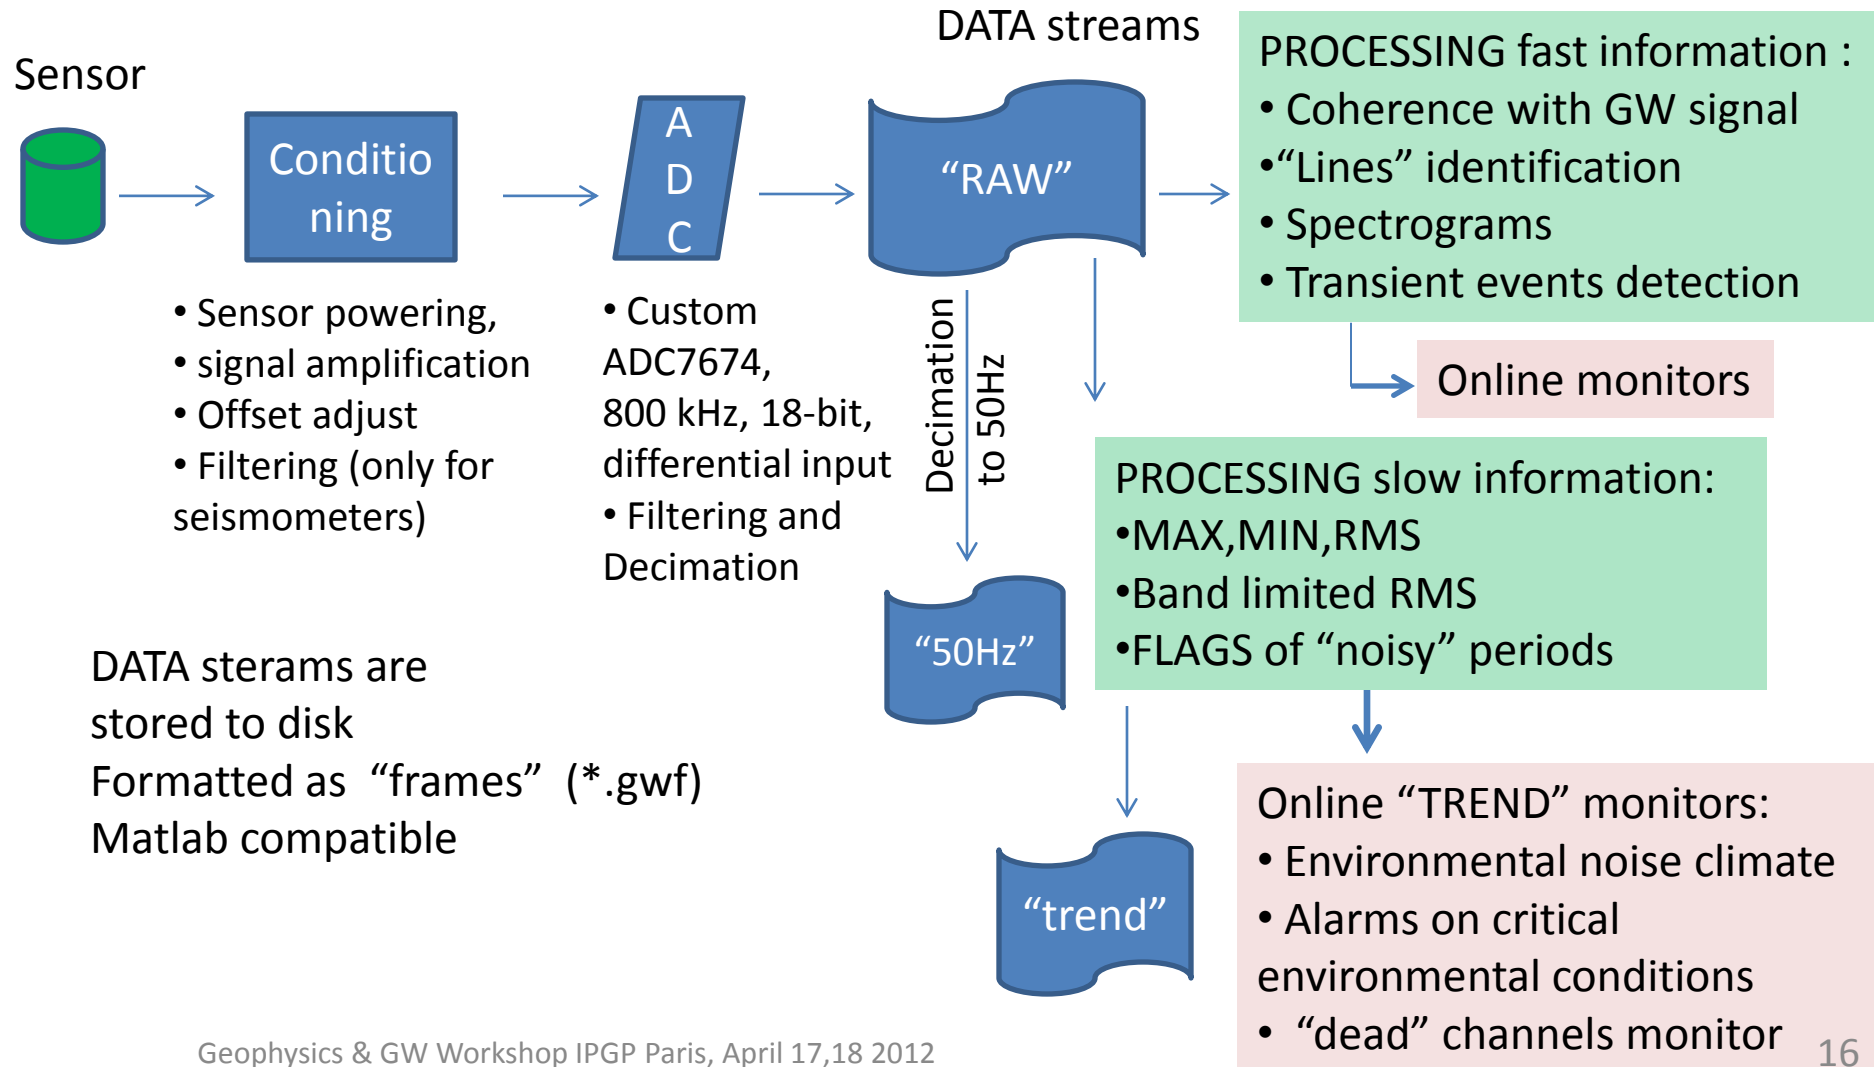 DATA streams
Sensor
Conditio
ning
A
D
C
“RAW”
PROCESSING fast information :
• Coherence with GW signal
•“Lines” identification
• Spectrograms
• Transient events detection
Online monitors
• Sensor powering,
• signal amplification
• Offset adjust
• Filtering (only for
seismometers)
• Custom
ADC7674,
800 kHz, 18-bit,
differential input
• Filtering and
Decimation
Decimation
to 50Hz
“50Hz”
PROCESSING slow information:
•MAX,MIN,RMS
•Band limited RMS
•FLAGS of “noisy” periods
DATA sterams are
stored to disk
Formatted as “frames” (*.gwf)
Matlab compatible
“trend”
Online “TREND” monitors:
• Environmental noise climate
• Alarms on critical
environmental conditions
• “dead” channels monitor
Geophysics & GW Workshop IPGP Paris, April 17,18 2012
16